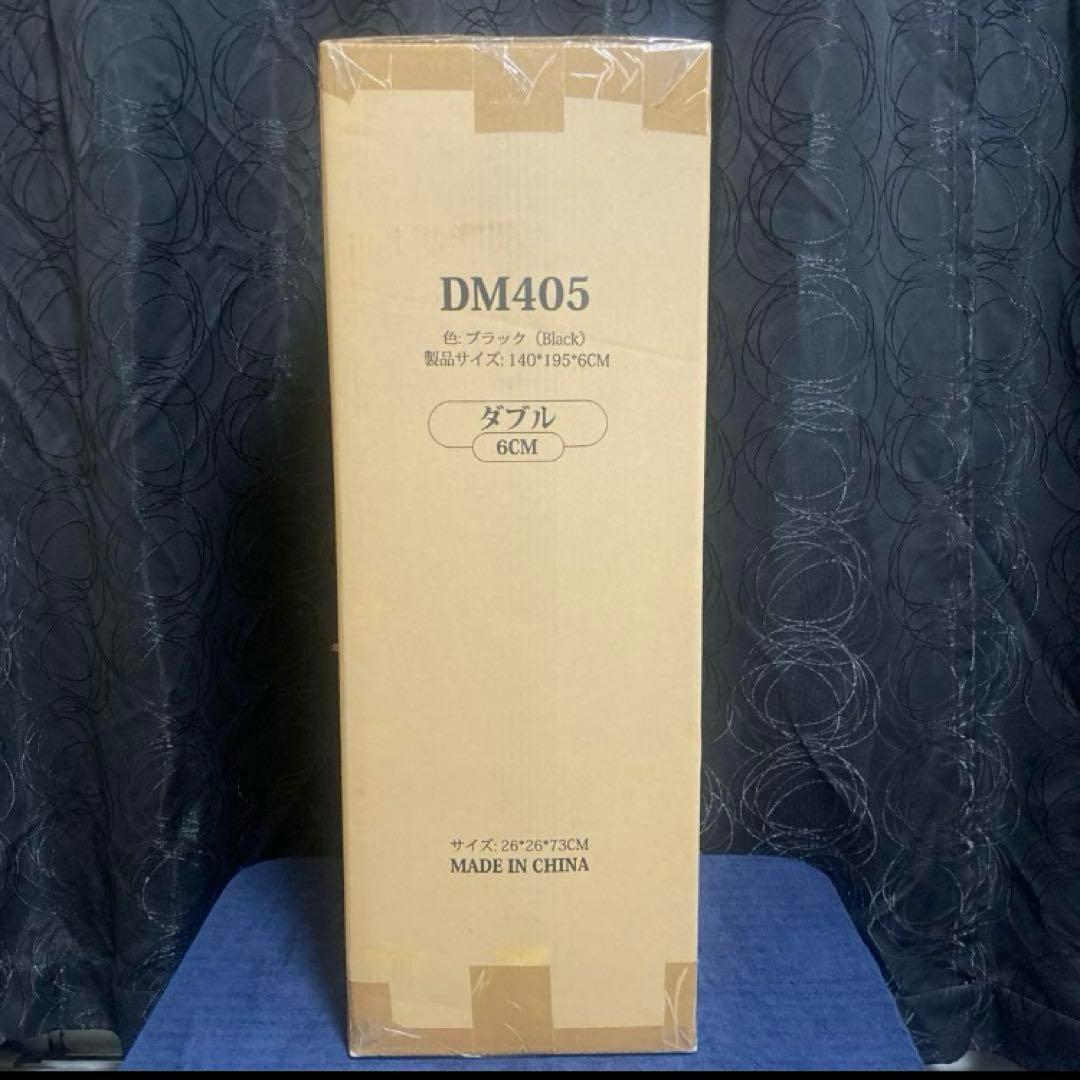 DM405
色: ブラック（Black）
製品サイズ: 140*195*6CM
ダブル
6CM
サイズ: 26*26*73CM
MADE IN CHINA